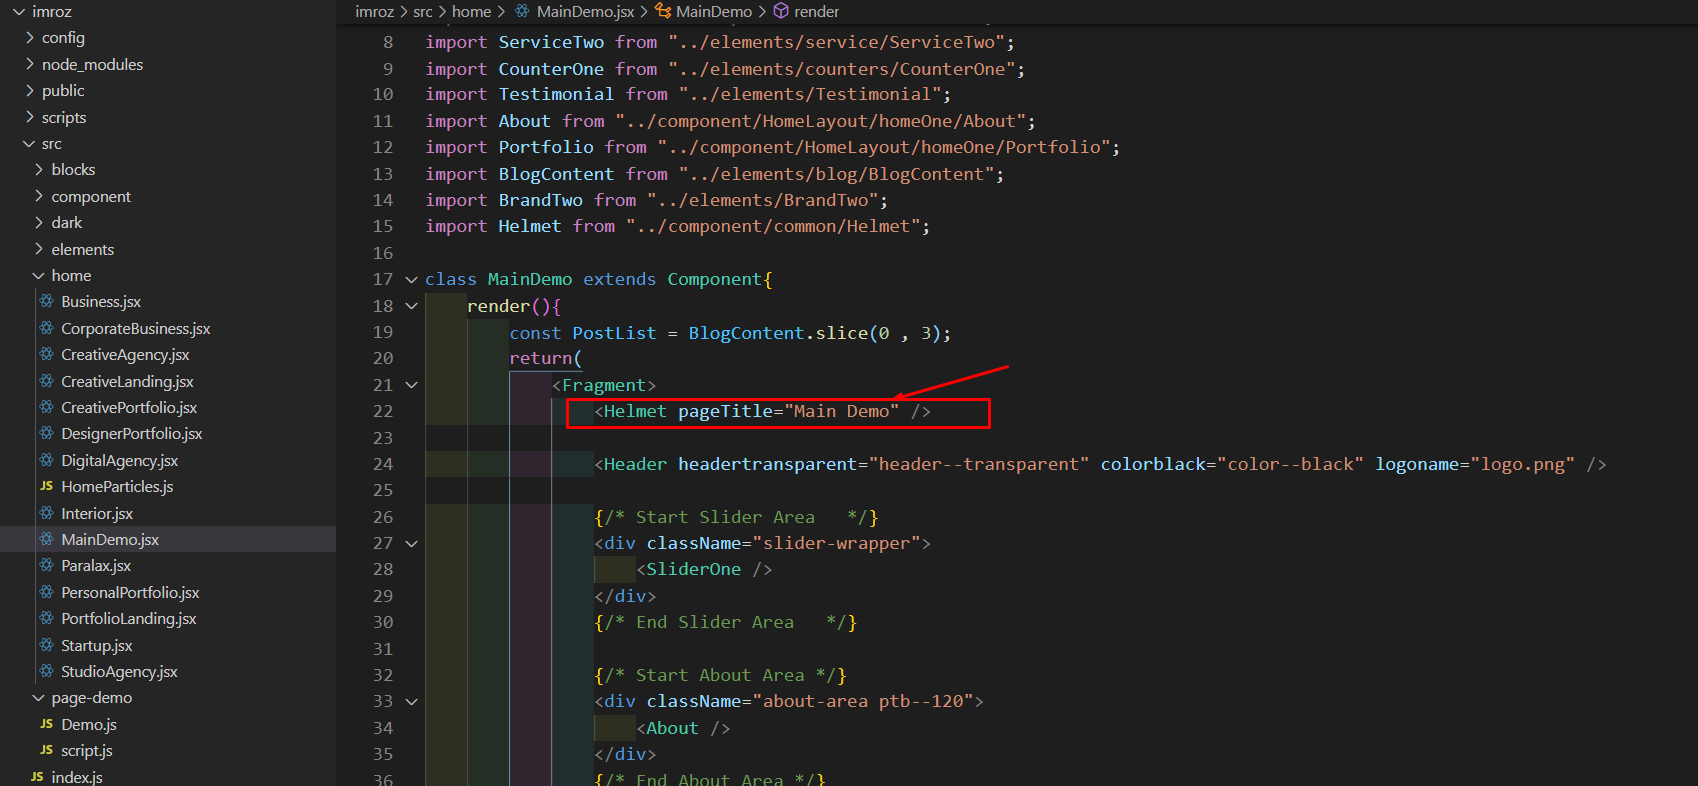 imroz
config
node_modules
public
scripts
src
blocks
component
dark
elements
home
Business.jsx
CorporateBusiness.jsx
CreativeAgency.jsx
CreativeLanding.jsx
CreativePortfolio.jsx
DesignerPortfolio.jsx
DigitalAgency.jsx
JS HomeParticles.js
Interior.jsx
MainDemo.jsx
Paralax.jsx
PersonalPortfolio.jsx
PortfolioLanding.jsx
Startup.jsx
StudioAgency.jsx
page-demo
JS Demo.js
JS script.js
JS index.js
imroz > src > home > MainDemo.jsx > MainDemo > render
8 import ServiceTwo from "../elements/service/ServiceTwo";
9 import CounterOne from "../elements/counters/CounterOne";
10 import Testimonial from "../elements/Testimonial";
11 import About from "../component/HomeLayout/homeOne/About";
12 import Portfolio from "../component/HomeLayout/homeOne/Portfolio";
13 import BlogContent from "../elements/blog/BlogContent";
14 import BrandTwo from "../elements/BrandTwo";
15 import Helmet from "../component/common/Helmet";
16
17 class MainDemo extends Component{
18 render(){
19 const PostList = BlogContent.slice(0 , 3);
20 return(
21 <Fragment>
22 <Helmet pageTitle="Main Demo" />
23
24 <Header headertransparent="header--transparent" colorblack="color--black" logoname="logo.png" />
25
26 {/* Start Slider Area   */}
27 <div className="slider-wrapper">
28 <SliderOne />
29 </div>
30 {/* End Slider Area   */}
31
32 {/* Start About Area */}
33 <div className="about-area ptb--120">
34 <About />
35 </div>
36 {/* End About Area */}